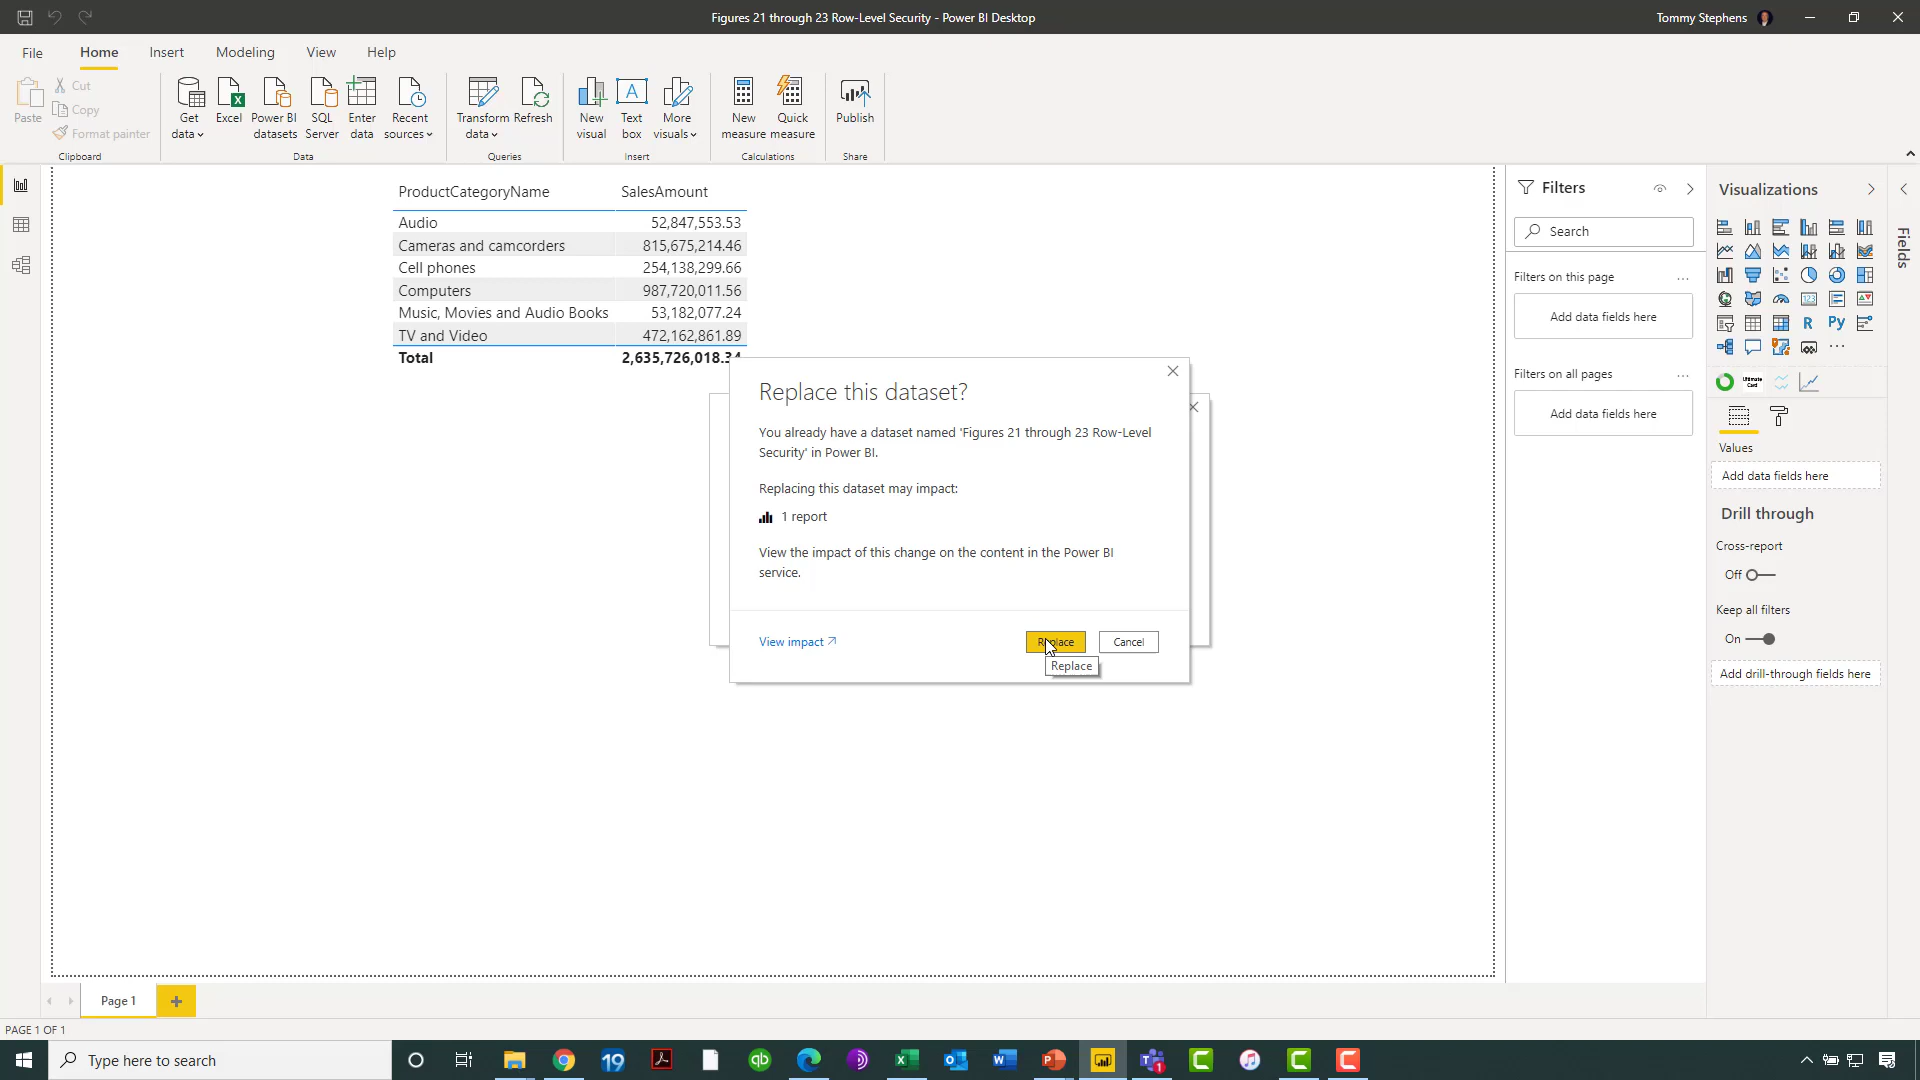 Figures 21 through 23 Row-Level Security - Power BI Desktop
Tommy Stephens
File
Home
Insert
Modeling
View
Help
Paste
Cut
Copy
Format painter
Clipboard
Get data
Excel
Power BI datasets
SQL Server
Enter data
Recent sources
Data
Transform data
Refresh
Queries
New visual
Text box
More visuals
Insert
New measure
Quick measure
Calculations
Publish
Share
ProductCategoryName SalesAmount
Audio 52,847,553.53
Cameras and camcorders 815,675,214.46
Cell phones 254,138,299.66
Computers 987,720,011.56
Music, Movies and Audio Books 53,182,077.24
TV and Video 472,162,861.89
Total 2,635,726,018.34
Replace this dataset?
You already have a dataset named 'Figures 21 through 23 Row-Level
Security' in Power BI.
Replacing this dataset may impact:
1 report
View the impact of this change on the content in the Power BI
service.
View impact
Replace
Cancel
Replace
Filters
Search
Filters on this page
Add data fields here
Filters on all pages
Add data fields here
Visualizations
R
Py
Values
Add data fields here
Drill through
Cross-report
Off
Keep all filters
On
Add drill-through fields here
Fields
Page 1
PAGE 1 OF 1
Type here to search
19